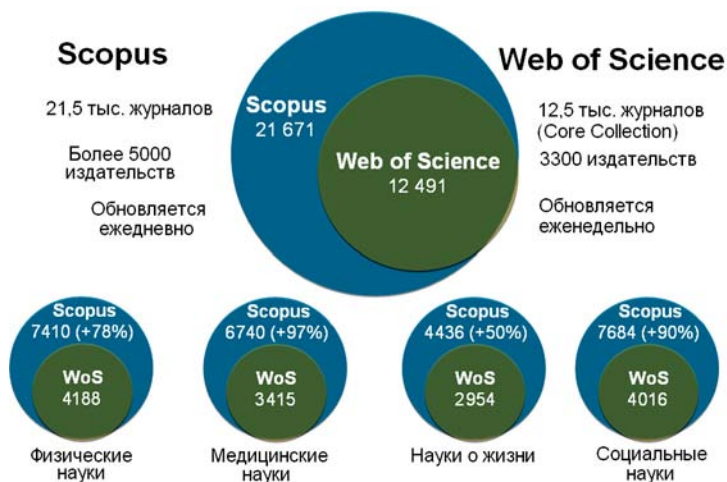 Scopus
21,5 тыс. журналов
Более 5000
издательств
Обновляется
ежедневно
Scopus
21 671
Web of Science
12 491
Web of Science
12,5 тыс. журналов
(Core Collection)
3300 издательств
Обновляется
еженедельно
Scopus
7410 (+78%)
WoS
4188
Физические
науки
Scopus
6740 (+97%)
WoS
3415
Медицинские
науки
Scopus
4436 (+50%)
WoS
2954
Науки о жизни
Scopus
7684 (+90%)
WoS
4016
Социальные
науки